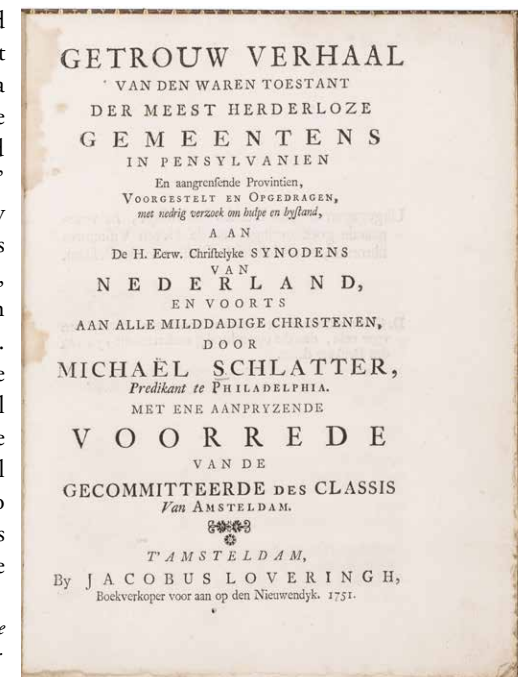 GETROUW VERHAAL
VAN DEN WAREN TOESTANT
DER MEEST HERDERLOZE
GEMEENTENS
IN PENSYLVANIEN
En aangrensende Provintien,
VOORGESTELT EN OPGEDRAGEN,
met nedrig verzoek om hulpe en bystand,
AAN
De H. Eerw. Christelyke SYNODENS
VAN
NEDERLAND,
EN VOORTS
AAN ALLE MILDDADIGE CHRISTENEN,
DOOR
MICHAËL SCHLATTER,
Predikant te PHILADELPHIA.
MET ENE AANPRYZENDE
VOORREDE
VAN DE
GECOMMITTEERDE DES CLASSIS
Van AMSTELDAM.
T'AMSTELDAM,
By JACOBUS LOVERINGH,
Boekverkoper voor aan op den Nieuwendyk. 1751.